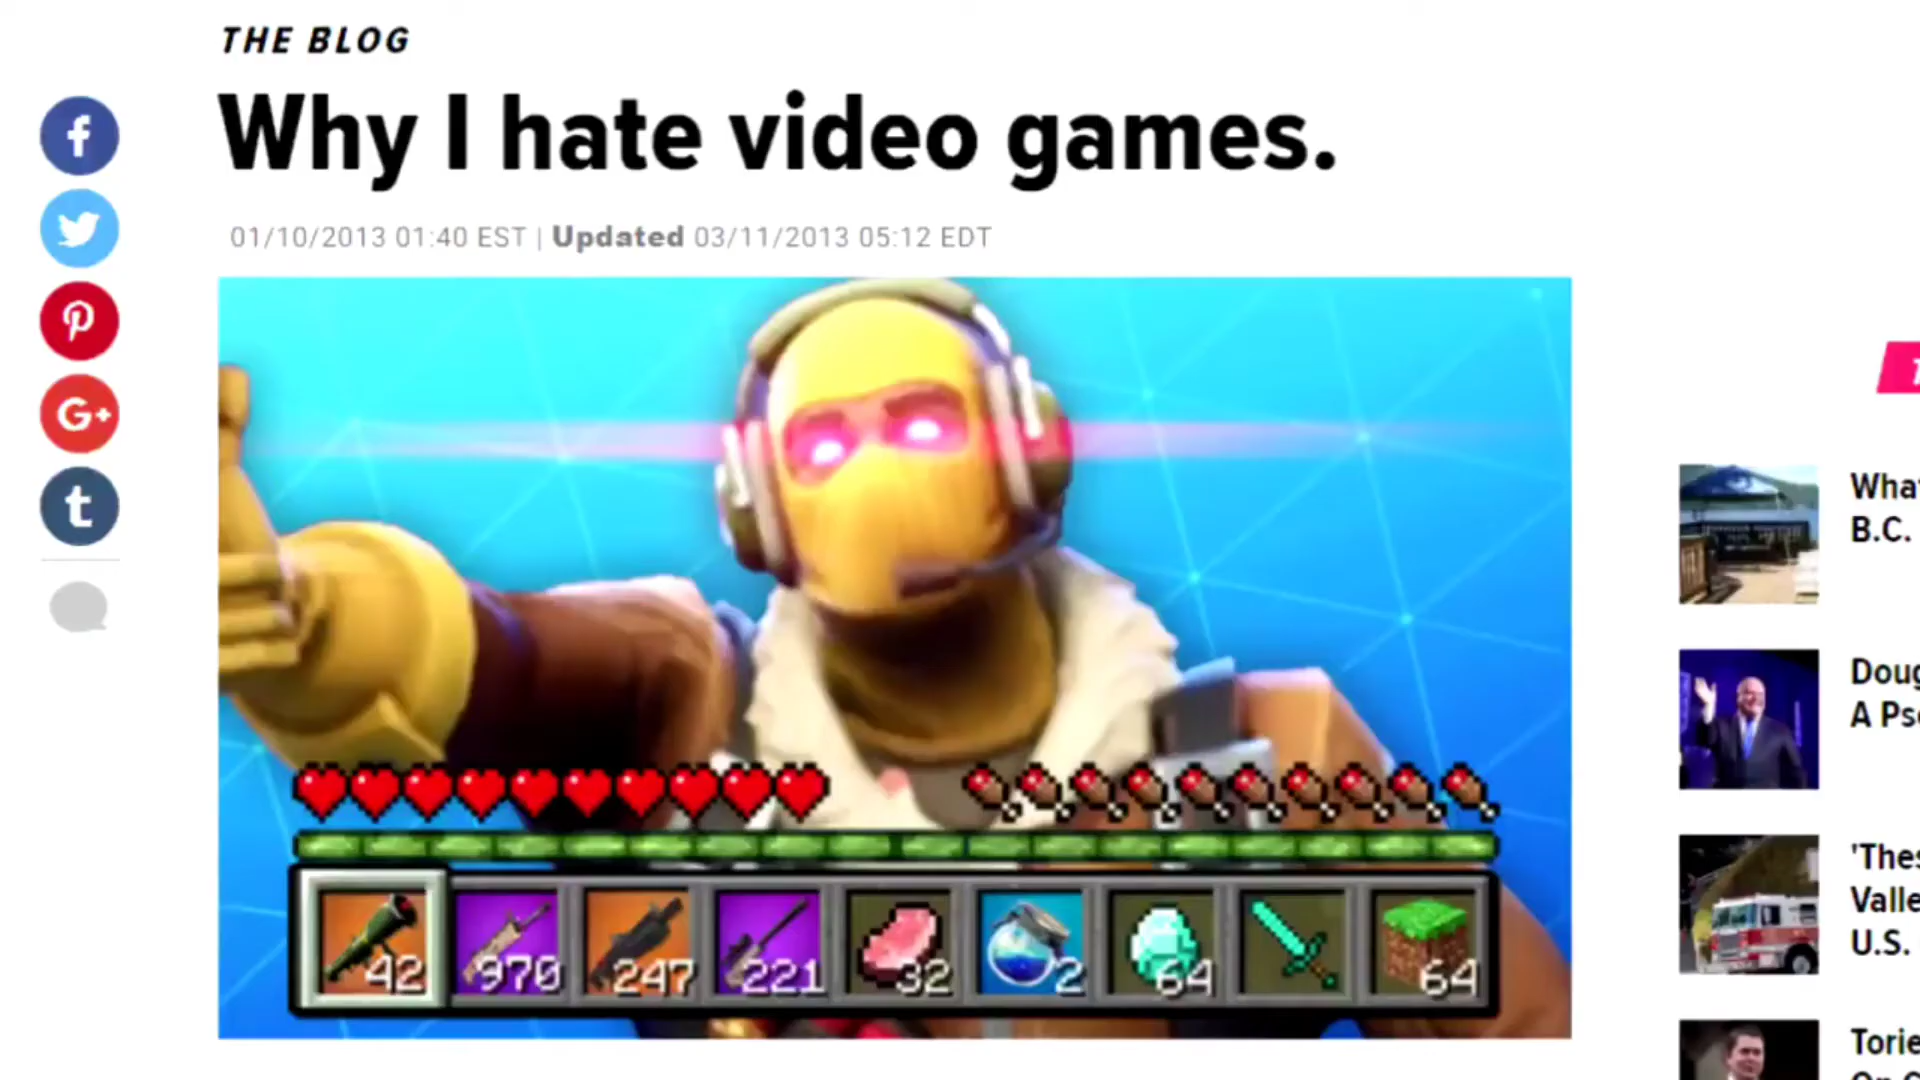 THE BLOG
Why I hate video games.
01/10/2013 01:40 EST | Updated 03/11/2013 05:12 EDT
f
G+
t
B.C.
U.S.
42 970 247 221 32 2 64 64